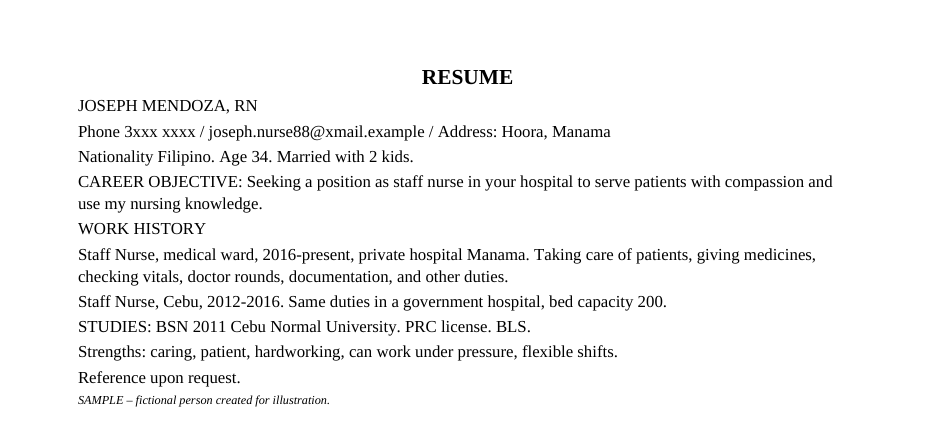 RESUME
JOSEPH MENDOZA, RN
Phone 3xxx xxxx / joseph.nurse88@xmail.example / Address: Hoora, Manama
Nationality Filipino. Age 34. Married with 2 kids.
CAREER OBJECTIVE: Seeking a position as staff nurse in your hospital to serve patients with compassion and
use my nursing knowledge.
WORK HISTORY
Staff Nurse, medical ward, 2016-present, private hospital Manama. Taking care of patients, giving medicines,
checking vitals, doctor rounds, documentation, and other duties.
Staff Nurse, Cebu, 2012-2016. Same duties in a government hospital, bed capacity 200.
STUDIES: BSN 2011 Cebu Normal University. PRC license. BLS.
Strengths: caring, patient, hardworking, can work under pressure, flexible shifts.
Reference upon request.
SAMPLE – fictional person created for illustration.